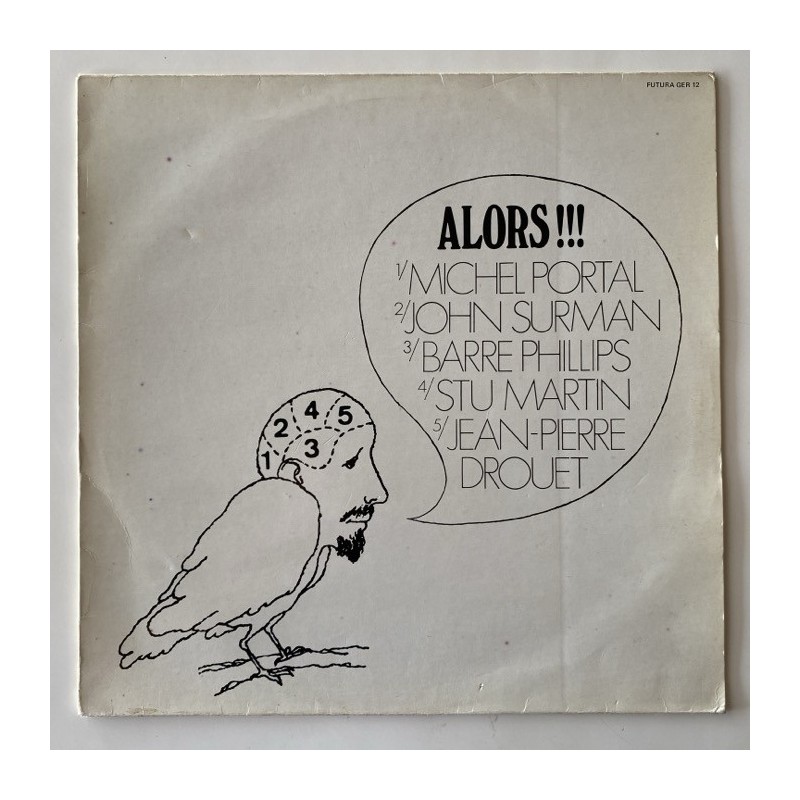 FUTURA GER 12
ALORS!!!
1/MICHEL PORTAL
2/JOHN SURMAN
3/BARRE PHILLIPS
4/STU MARTIN
5/JEAN-PIERRE
DROUET
4
2
5
3
1